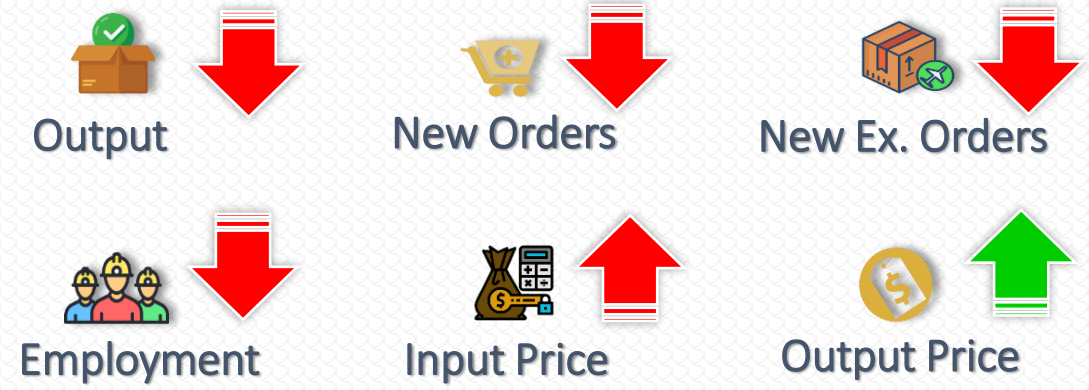 Output
New Orders
New Ex. Orders
Employment
Input Price
Output Price